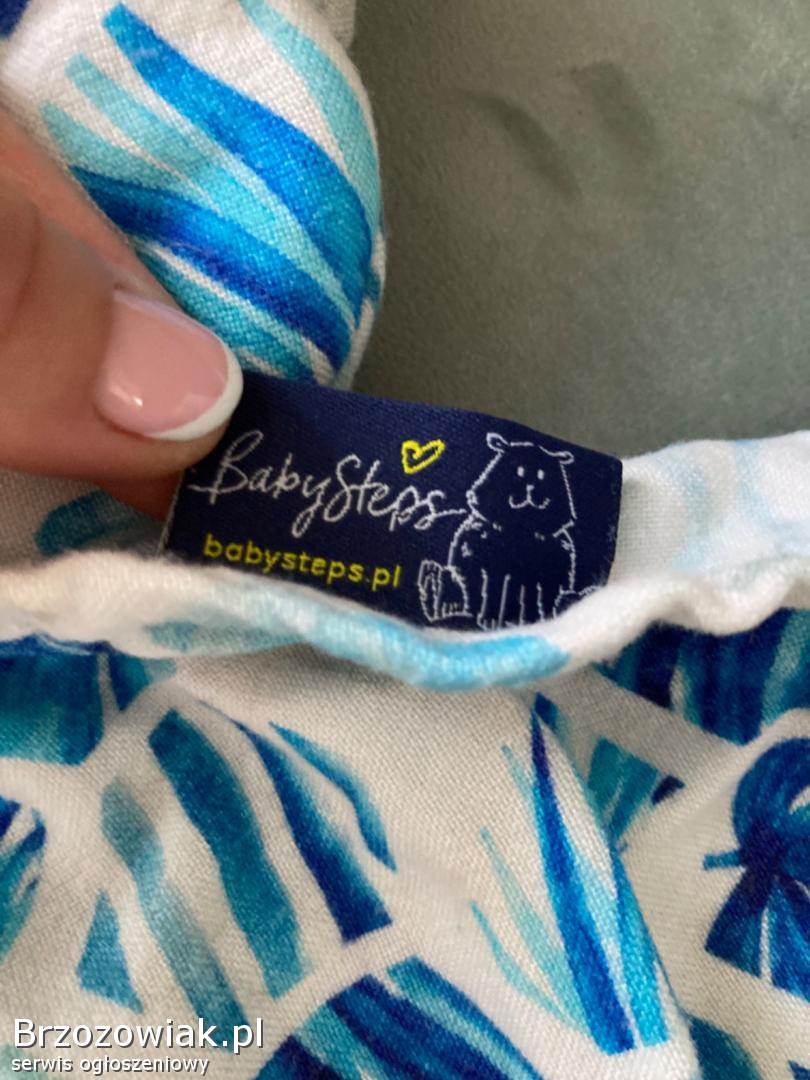 BabySteps
babysteps.pl
Brzozowiak.pl
serwis ogłoszeniowy